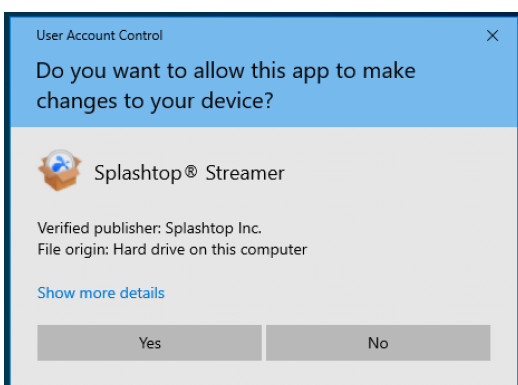 User Account Control
Do you want to allow this app to make
changes to your device?
Splashtop® Streamer
Verified publisher: Splashtop Inc.
File origin: Hard drive on this computer
Show more details
Yes No